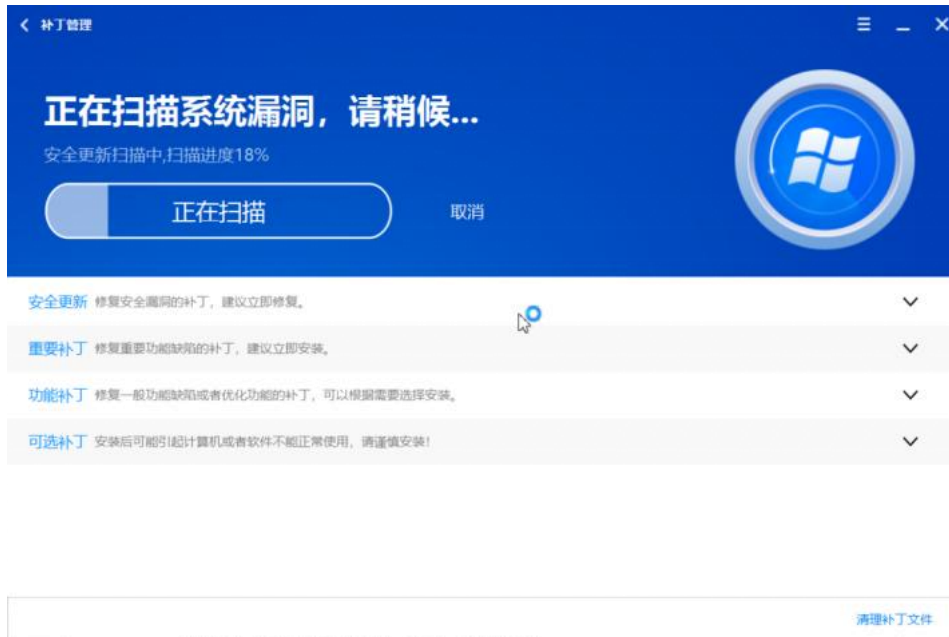 补丁管理
正在扫描系统漏洞，请稍候...
安全更新扫描中,扫描进度18%
正在扫描
取消
安全更新 修复安全漏洞的补丁，建议立即修复。
重要补丁 修复重要功能缺陷的补丁，建议立即安装。
功能补丁 修复一般功能缺陷或者优化功能的补丁，可以根据需要选择安装。
可选补丁 安装后可能引起计算机或者软件不能正常使用，请谨慎安装！
清理补丁文件